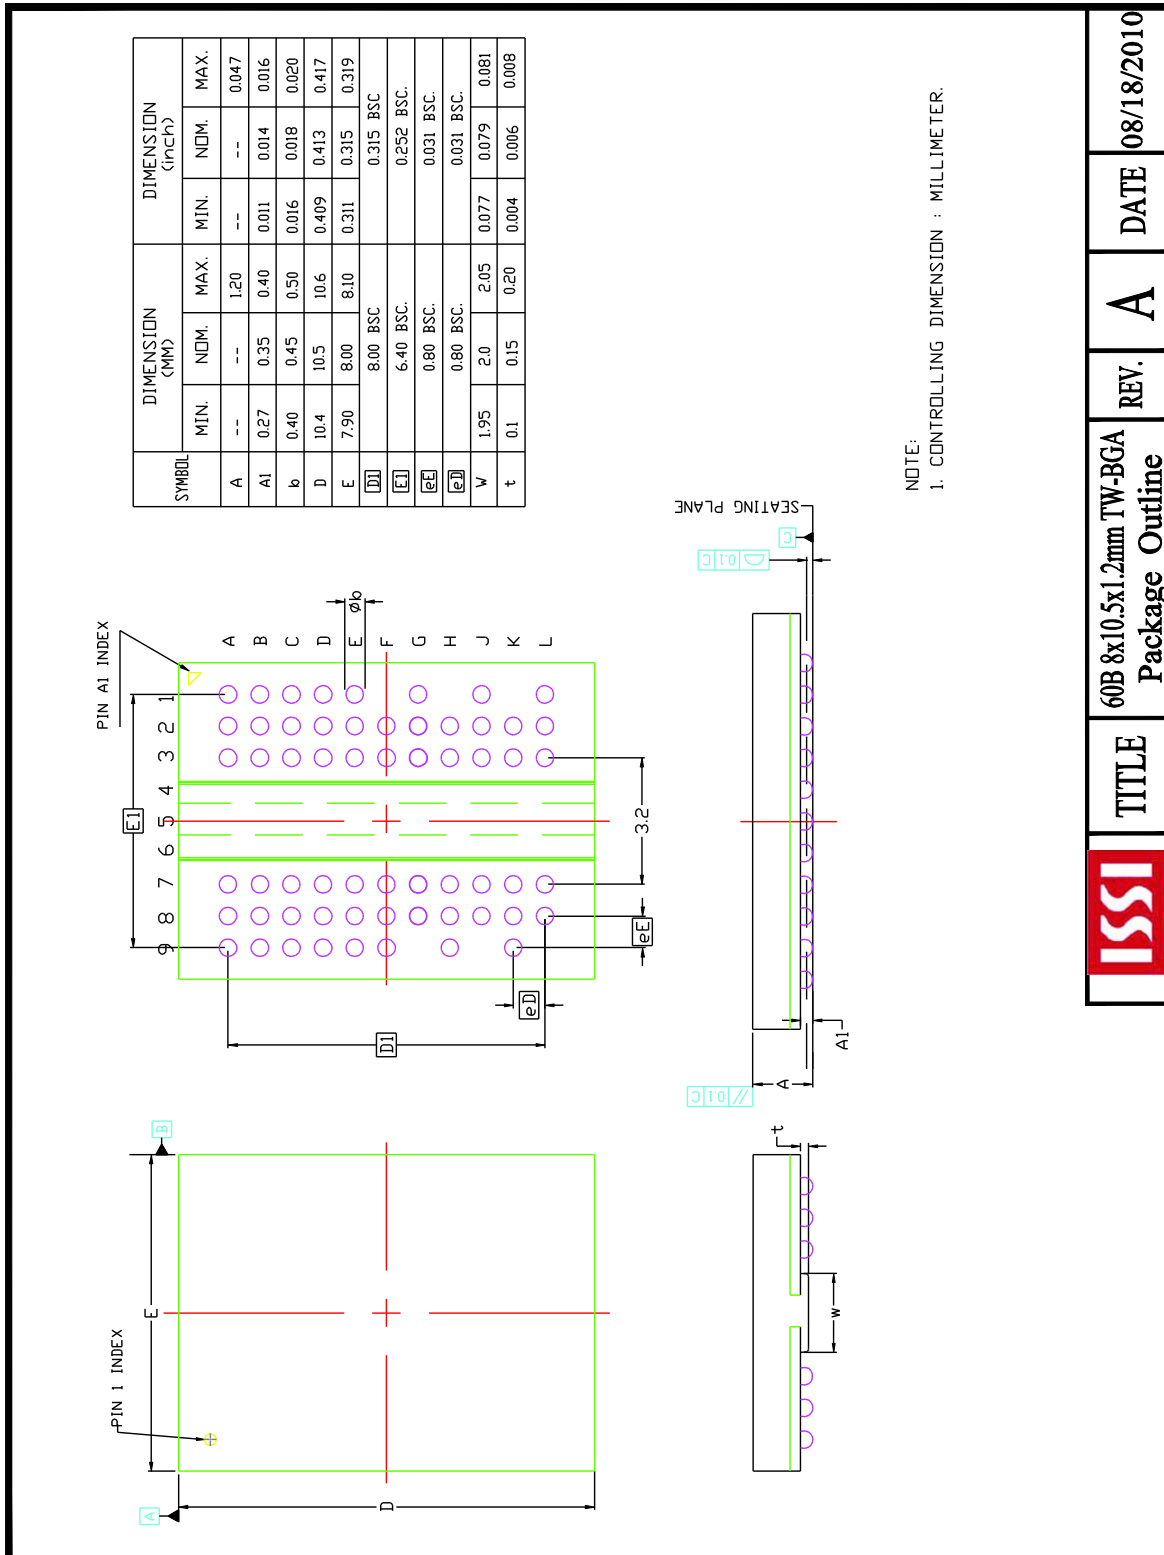 SYMBOL DIMENSION (MM) DIMENSION (inch)
MIN. NOM. MAX. MIN. NOM. MAX.
A -- -- 1.20 -- -- 0.047
A1 0.27 0.35 0.40 0.011 0.014 0.016
b 0.40 0.45 0.50 0.016 0.018 0.020
D 10.4 10.5 10.6 0.409 0.413 0.417
E 7.90 8.00 8.10 0.311 0.315 0.319
D1 8.00 BSC 0.315 BSC
E1 6.40 BSC. 0.252 BSC.
eE 0.80 BSC. 0.031 BSC.
eD 0.80 BSC. 0.031 BSC.
W 1.95 2.0 2.05 0.077 0.079 0.081
t 0.1 0.15 0.20 0.004 0.006 0.008
PIN 1 INDEX
E
D
A
B
PIN A1 INDEX
E1
9 8 7 6 5 4 3 2 1
A
B
C
D
E
F
G
H
J
K
L
øb
D1
eD
eE
3.2
t
w
// 0.1 C
A
A1
0.1 C
C
SEATING PLANE
NOTE:
1. CONTROLLING DIMENSION : MILLIMETER.
ISSI
TITLE
60B 8x10.5x1.2mm TW-BGA
Package Outline
REV.
A
DATE
08/18/2010